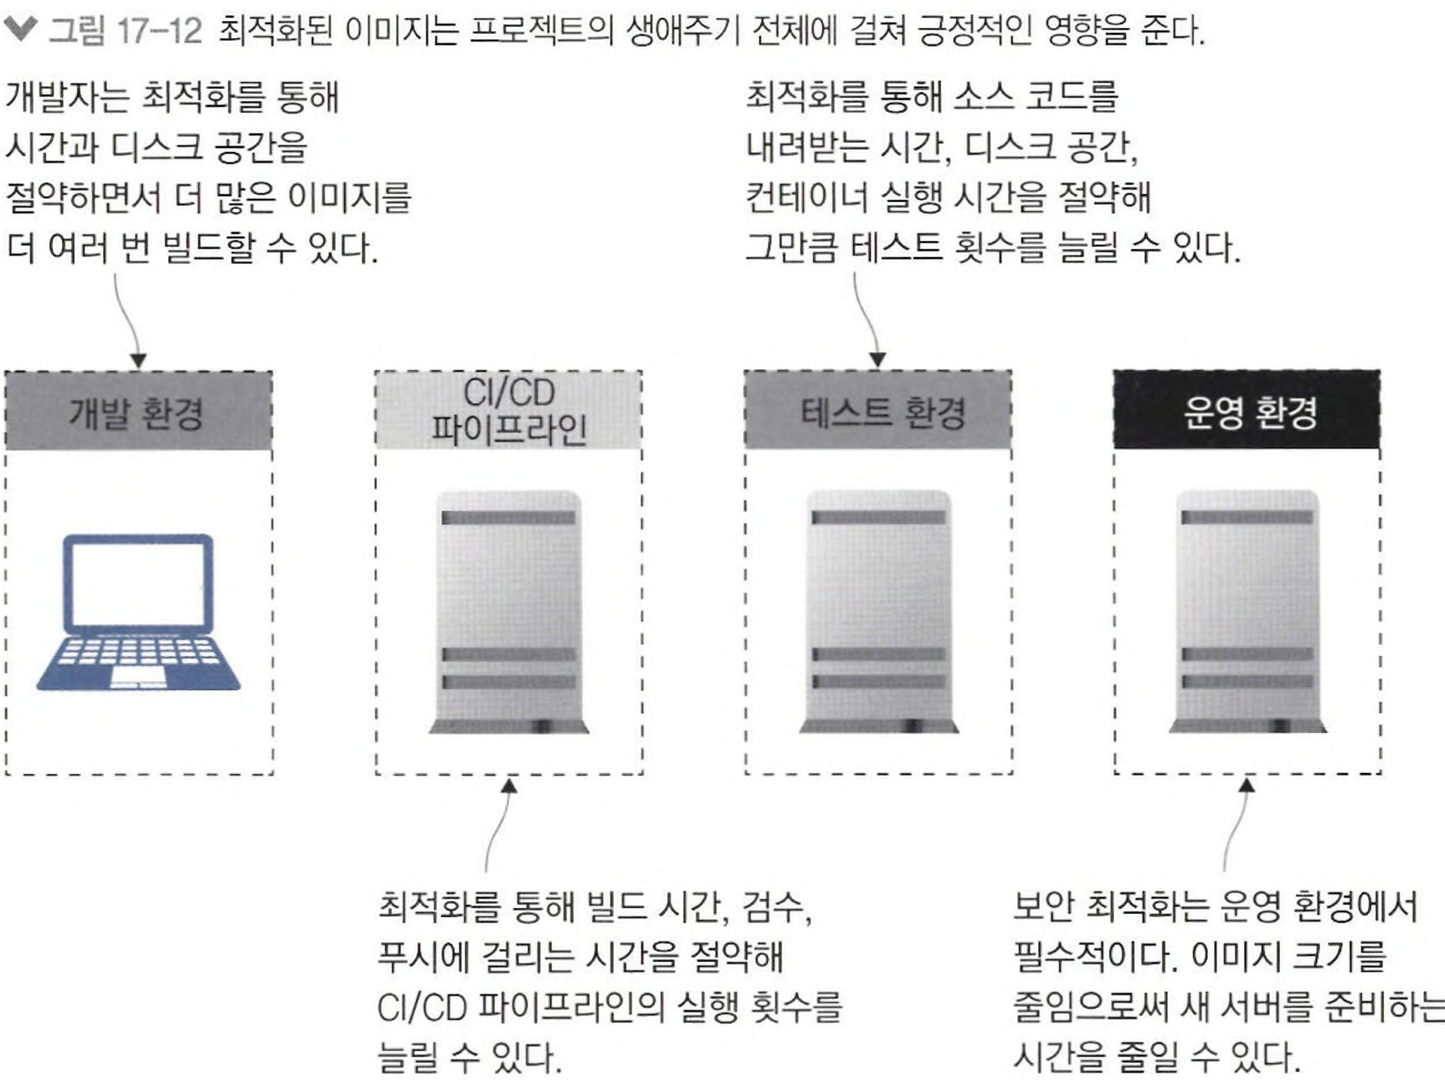 그림 17-12 최적화된 이미지는 프로젝트의 생애주기 전체에 걸쳐 긍정적인 영향을 준다.
개발자는 최적화를 통해
시간과 디스크 공간을
절약하면서 더 많은 이미지를
더 여러 번 빌드할 수 있다.
최적화를 통해 소스 코드를
내려받는 시간, 디스크 공간,
컨테이너 실행 시간을 절약해
그만큼 테스트 횟수를 늘릴 수 있다.
개발 환경
CI/CD
파이프라인
테스트 환경
운영 환경
최적화를 통해 빌드 시간, 검수,
푸시에 걸리는 시간을 절약해
CI/CD 파이프라인의 실행 횟수를
늘릴 수 있다.
보안 최적화는 운영 환경에서
필수적이다. 이미지 크기를
줄임으로써 새 서버를 준비하는
시간을 줄일 수 있다.